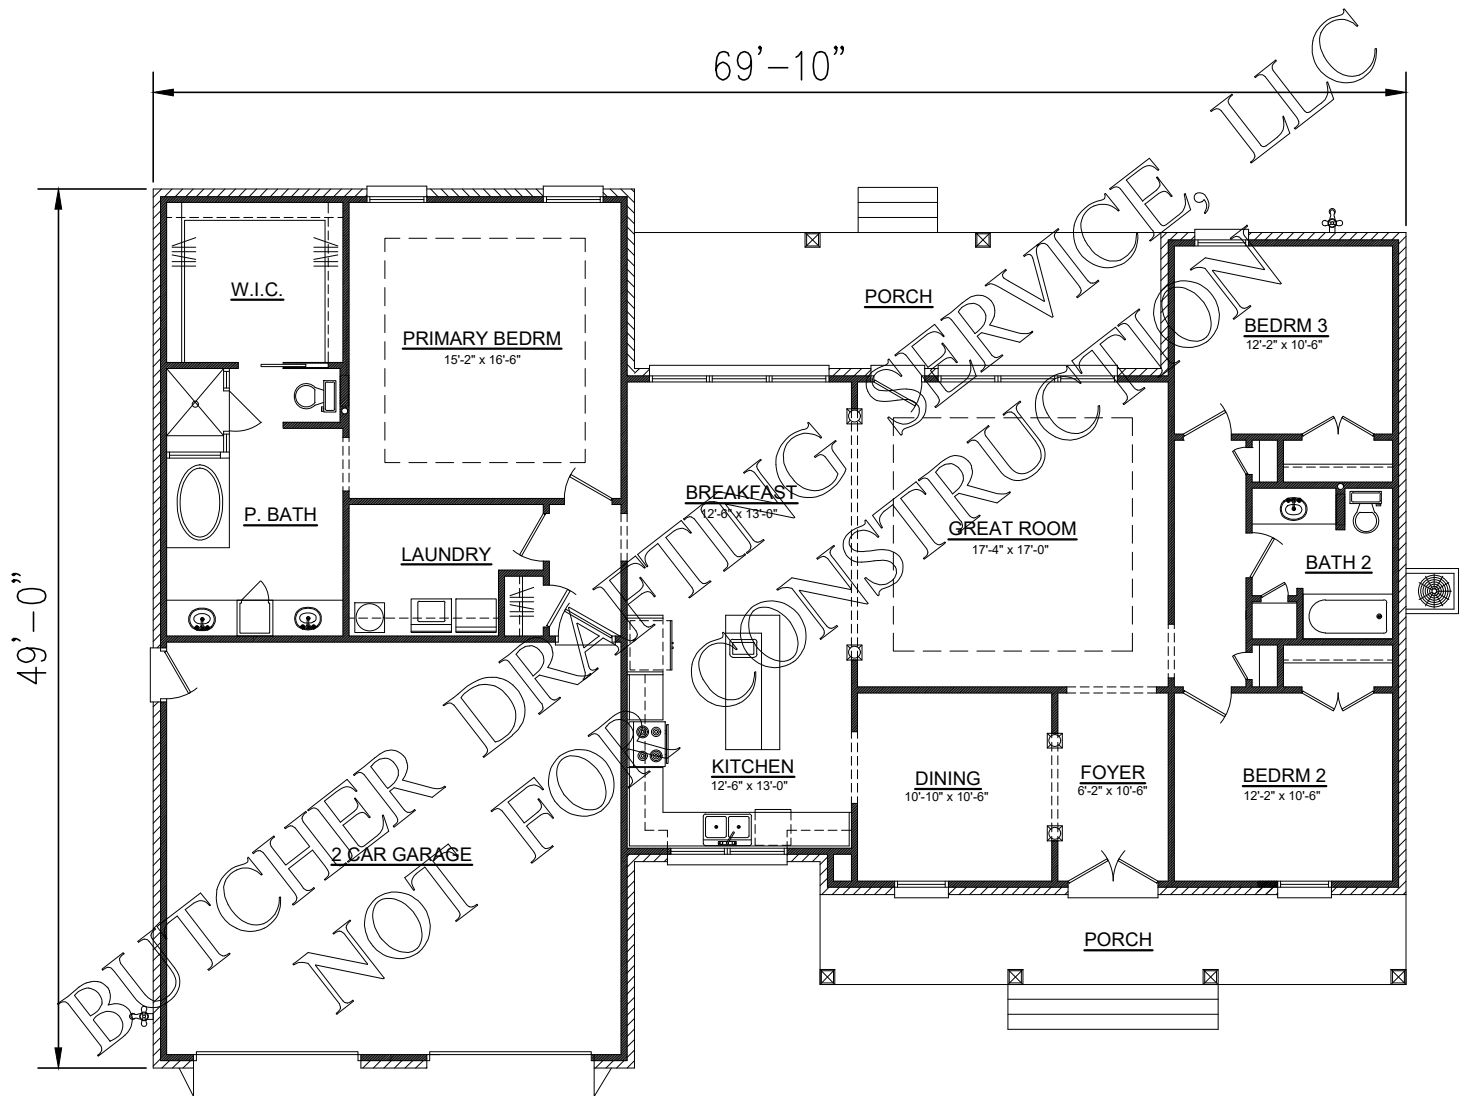 69'-10"
49'-0"
W.I.C.
PRIMARY BEDRM
15'-2" x 16'-6"
PORCH
BEDRM 3
12'-2" x 10'-6"
P. BATH
LAUNDRY
BREAKFAST
12'-6" x 13'-0"
GREAT ROOM
17'-4" x 17'-0"
BATH 2
KITCHEN
12'-6" x 13'-0"
DINING
10'-10" x 10'-6"
FOYER
6'-2" x 10'-6"
BEDRM 2
12'-2" x 10'-6"
2 CAR GARAGE
PORCH
BUTCHER DRAFTING SERVICE, LLC
NOT FOR CONSTRUCTION